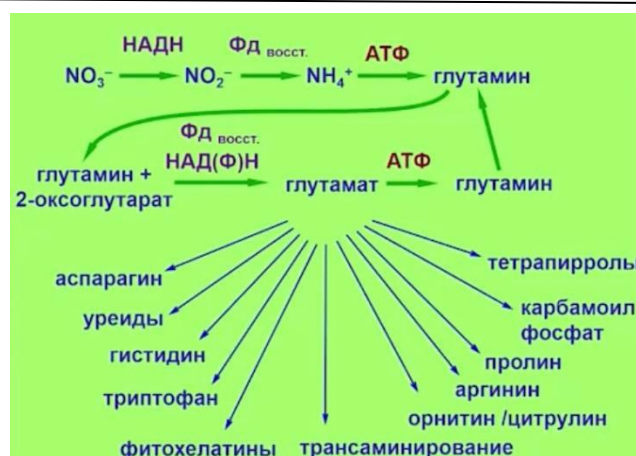 НАДН Фд восст. АТФ
NO₃⁻ NO₂⁻ NH₄⁺ глутамин
Фд восст.
НАД(Ф)Н АТФ
глутамин +
2-оксоглутарат глутамат глутамин
аспарагин тетрапирролы
уреиды карбамоил
фосфат
гистидин пролин
триптофан аргинин
орнитин /цитрулин
фитохелатины трансаминирование